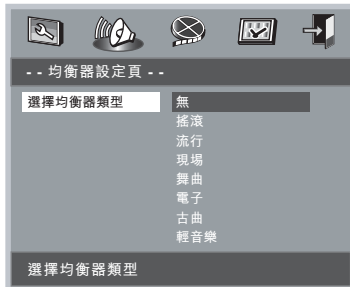 - - 均衡器設定頁 - -
選擇均衡器類型
無
搖滾
流行
現場
舞曲
電子
古曲
輕音樂
選擇均衡器類型